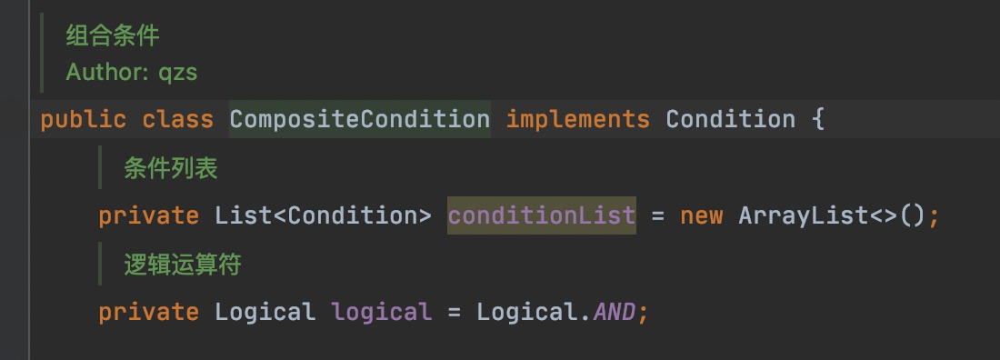 组合条件
Author: qzs
public class CompositeCondition implements Condition {
条件列表
private List<Condition> conditionList = new ArrayList<>();
逻辑运算符
private Logical logical = Logical.AND;